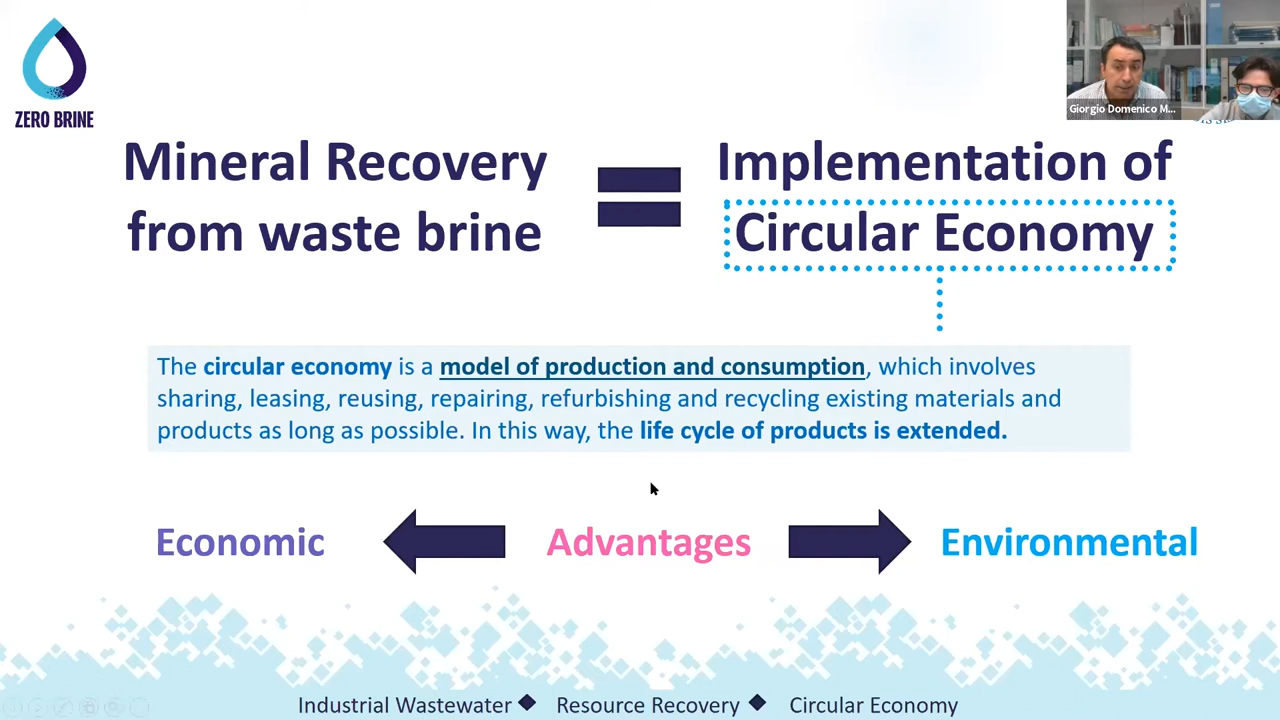 ZERO BRINE
Giorgio Domenico M...
Mineral Recovery
from waste brine
Implementation of
Circular Economy
The circular economy is a model of production and consumption, which involves
sharing, leasing, reusing, repairing, refurbishing and recycling existing materials and
products as long as possible. In this way, the life cycle of products is extended.
Economic
Advantages
Environmental
Industrial Wastewater ◆ Resource Recovery ◆ Circular Economy